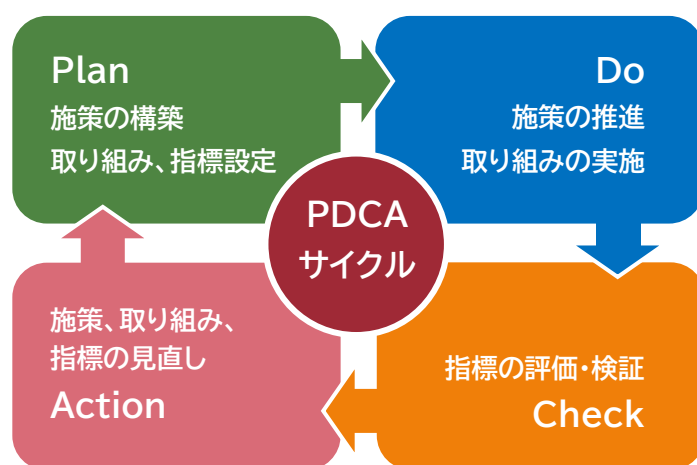 Plan
施策の構築
取り組み、指標設定
Do
施策の推進
取り組みの実施
PDCA
サイクル
施策、取り組み、
指標の見直し
Action
指標の評価・検証
Check